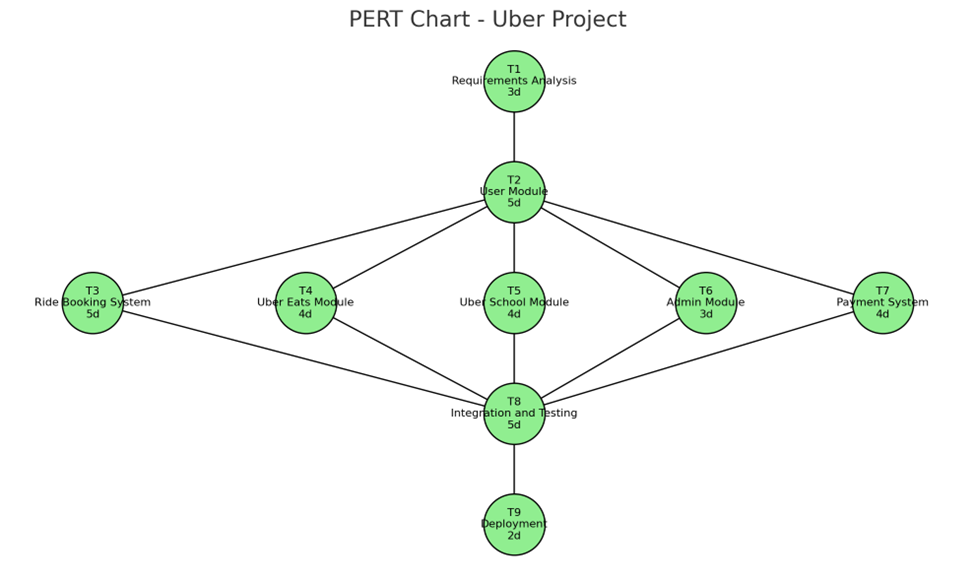 PERT Chart - Uber Project
T1
Requirements Analysis
3d
T2
User Module
5d
T3
Ride Booking System
5d
T4
Uber Eats Module
4d
T5
Uber School Module
4d
T6
Admin Module
3d
T7
Payment System
4d
T8
Integration and Testing
5d
T9
Deployment
2d